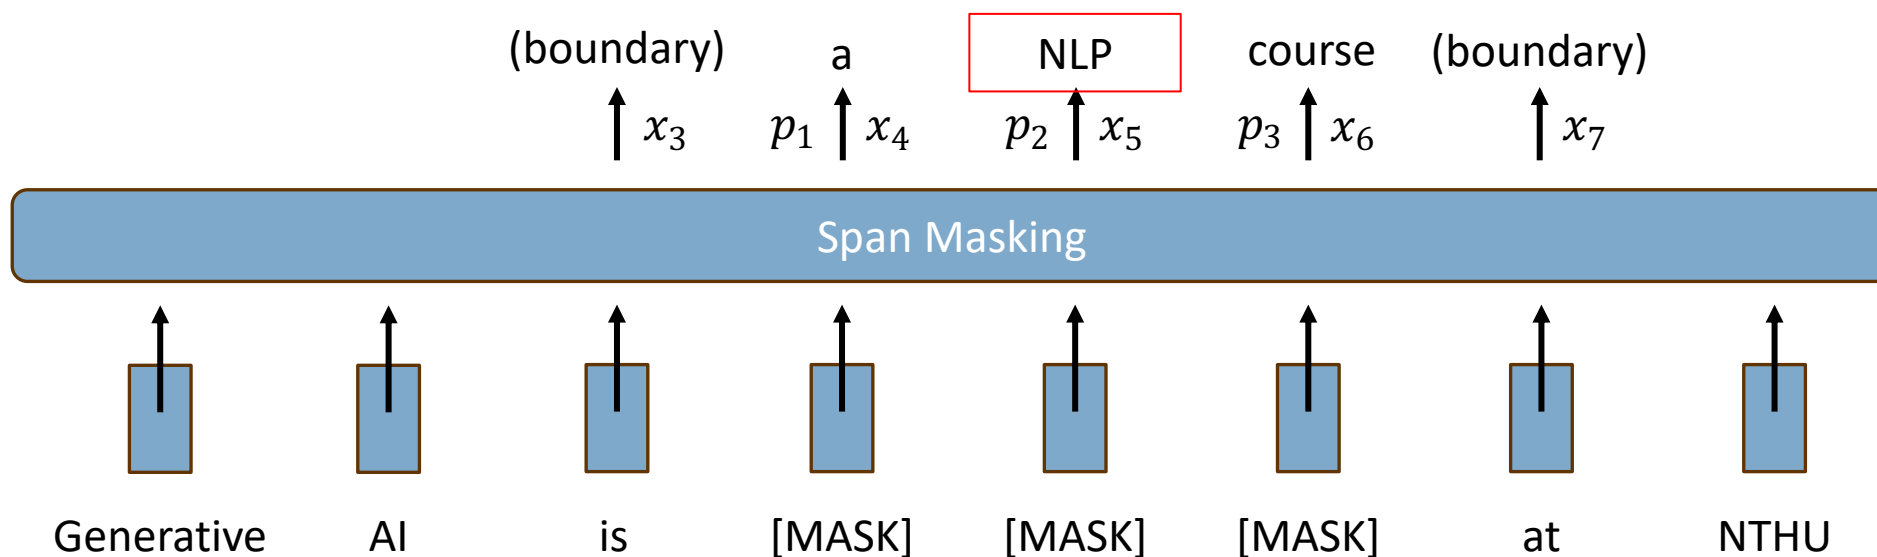 (boundary) a NLP course (boundary)
x₃ p₁ x₄ p₂ x₅ p₃ x₆ x₇
Span Masking
Generative AI is [MASK] [MASK] [MASK] at NTHU